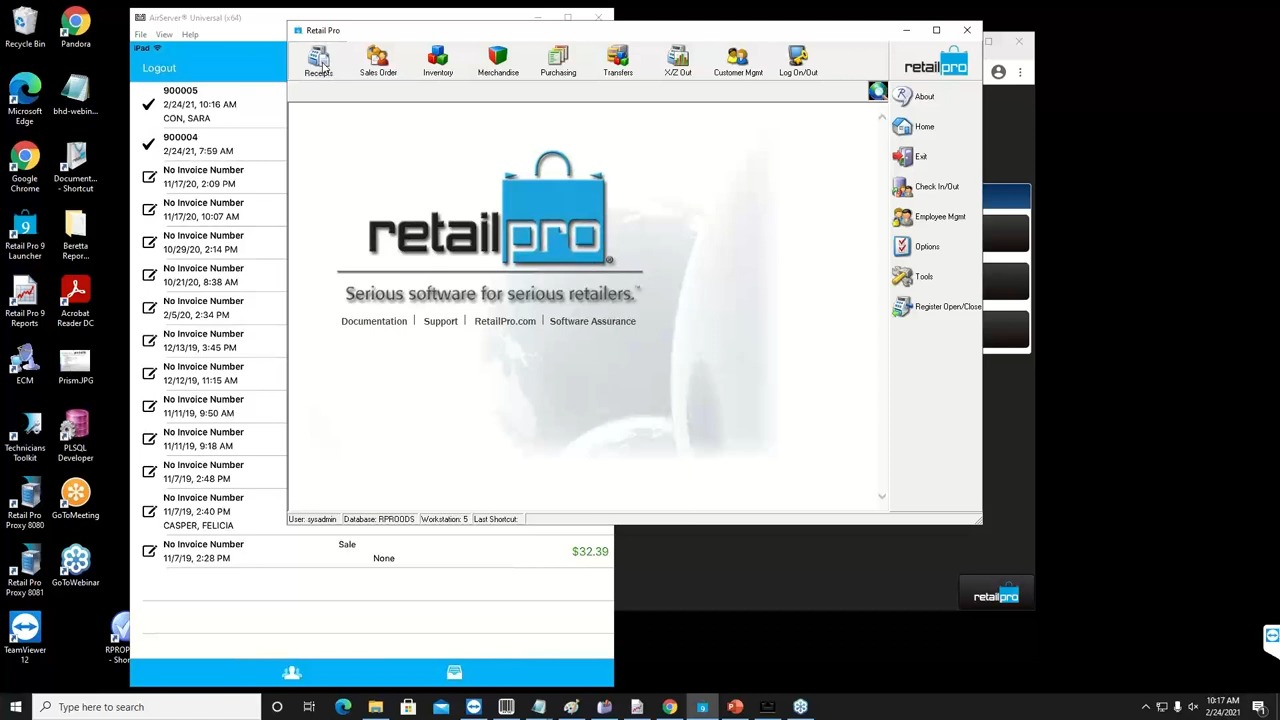 Recycle Bin
Pandora
Microsoft Edge
bhd-webin...
Google Chrome
Document... - Shortcut
Retail Pro 9 Launcher
Beretta Repor...
Retail Pro 9 Reports
Acrobat Reader DC
ECM
Prism.JPG
Technicians Toolkit
PLSQL Developer
Retail Pro Proxy 8080
GoToMeeting
Retail Pro Proxy 8081
GoToWebinar
TeamViewer 12
RPROP - Shor
AirServer® Universal (x64)
File View Help
iPad
Logout
900005
2/24/21, 10:16 AM
CON, SARA
900004
2/24/21, 7:59 AM
No Invoice Number
11/17/20, 2:09 PM
No Invoice Number
11/17/20, 10:07 AM
No Invoice Number
10/29/20, 2:14 PM
No Invoice Number
10/21/20, 8:38 AM
No Invoice Number
2/5/20, 2:34 PM
No Invoice Number
12/13/19, 3:45 PM
No Invoice Number
12/12/19, 11:15 AM
No Invoice Number
11/11/19, 9:50 AM
No Invoice Number
11/11/19, 9:18 AM
No Invoice Number
11/7/19, 2:48 PM
No Invoice Number
11/7/19, 2:40 PM
CASPER, FELICIA
No Invoice Number Sale
11/7/19, 2:28 PM None $32.39
Retail Pro
Receipts Sales Order Inventory Merchandise Purchasing Transfers X/Z Out Customer Mgmt Log On/Out
retailpro
About
Home
Exit
Check In/Out
Employee Mgmt
Options
Tools
Register Open/Close
retailpro®
Serious software for serious retailers.™
Documentation | Support | RetailPro.com | Software Assurance
User: sysadmin Database: RPROODS Workstation: 5 Last Shortcut:
retailpro
Type here to search
10:17 AM
2/24/2021